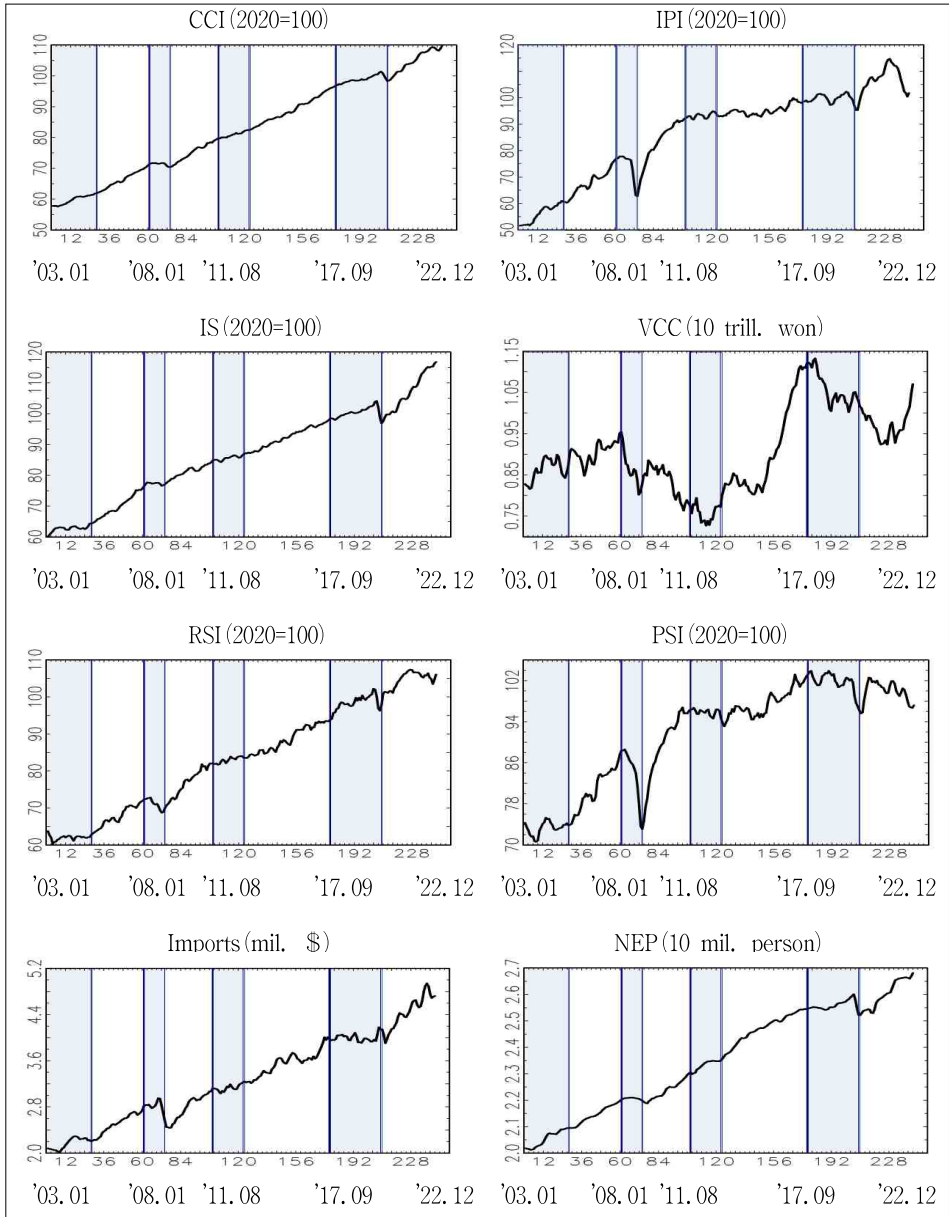 CCI (2020=100)
110
100
90
80
70
60
50
12 36 60 84 120 156 192 228
'03. 01 '08. 01 '11. 08 '17. 09 '22. 12
IPI (2020=100)
120
110
100
90
80
70
60
50
12 36 60 84 120 156 192 228
'03. 01 '08. 01 '11. 08 '17. 09 '22. 12
IS (2020=100)
120
110
100
90
80
70
60
12 36 60 84 120 156 192 228
'03. 01 '08. 01 '11. 08 '17. 09 '22. 12
VCC (10 trill. won)
1.15
1.05
0.95
0.85
0.75
12 36 60 84 120 156 192 228
'03. 01 '08. 01 '11. 08 '17. 09 '22. 12
RSI (2020=100)
110
100
90
80
70
60
12 36 60 84 120 156 192 228
'03. 01 '08. 01 '11. 08 '17. 09 '22. 12
PSI (2020=100)
102
94
86
78
70
12 36 60 84 120 156 192 228
'03. 01 '08. 01 '11. 08 '17. 09 '22. 12
Imports (mil. $)
5.2
4.4
3.6
2.8
2.0
12 36 60 84 120 156 192 228
'03. 01 '08. 01 '11. 08 '17. 09 '22. 12
NEP (10 mil. person)
2.7
2.6
2.5
2.4
2.3
2.2
2.1
2.0
12 36 60 84 120 156 192 228
'03. 01 '08. 01 '11. 08 '17. 09 '22. 12